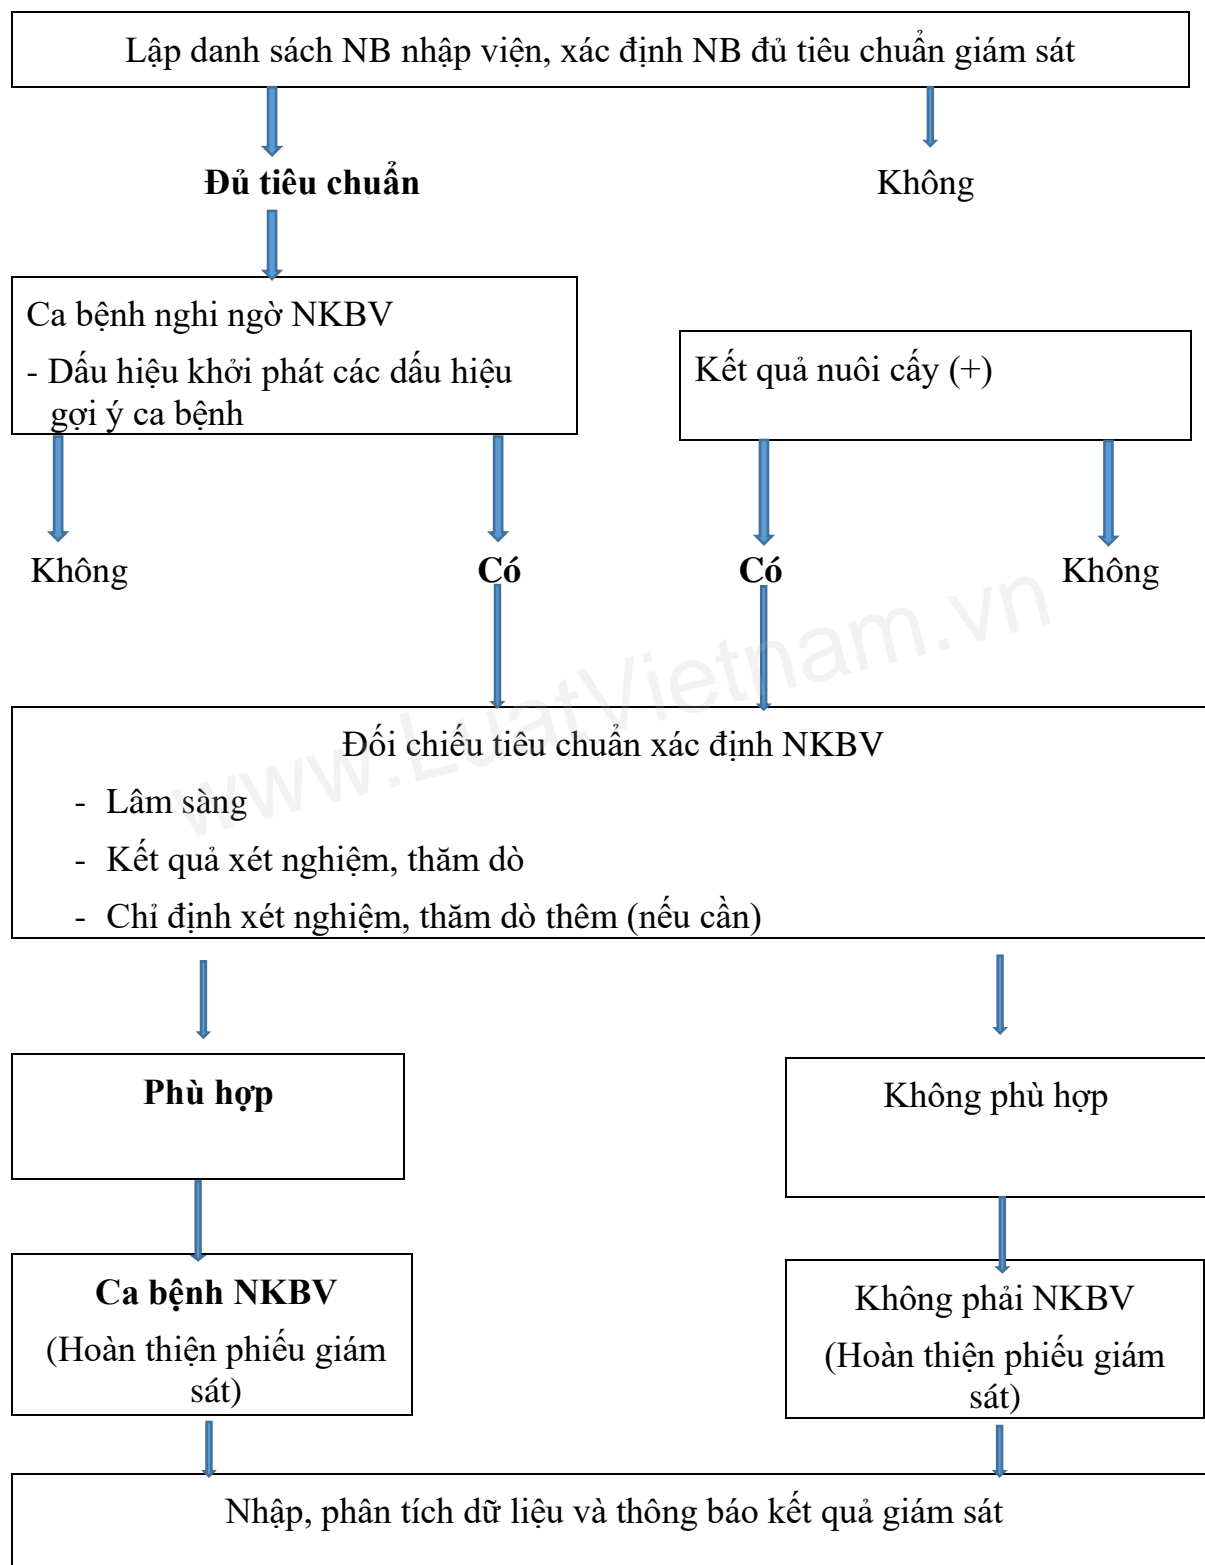 Lập danh sách NB nhập viện, xác định NB đủ tiêu chuẩn giám sát
Đủ tiêu chuẩn
Không
Ca bệnh nghi ngờ NKBV
- Dấu hiệu khởi phát các dấu hiệu
gợi ý ca bệnh
Kết quả nuôi cấy (+)
Không
Có
Có
Không
www.LuatVietnam.vn
Đối chiếu tiêu chuẩn xác định NKBV
- Lâm sàng
- Kết quả xét nghiệm, thăm dò
- Chỉ định xét nghiệm, thăm dò thêm (nếu cần)
Phù hợp
Không phù hợp
Ca bệnh NKBV
(Hoàn thiện phiếu giám
sát)
Không phải NKBV
(Hoàn thiện phiếu giám
sát)
Nhập, phân tích dữ liệu và thông báo kết quả giám sát